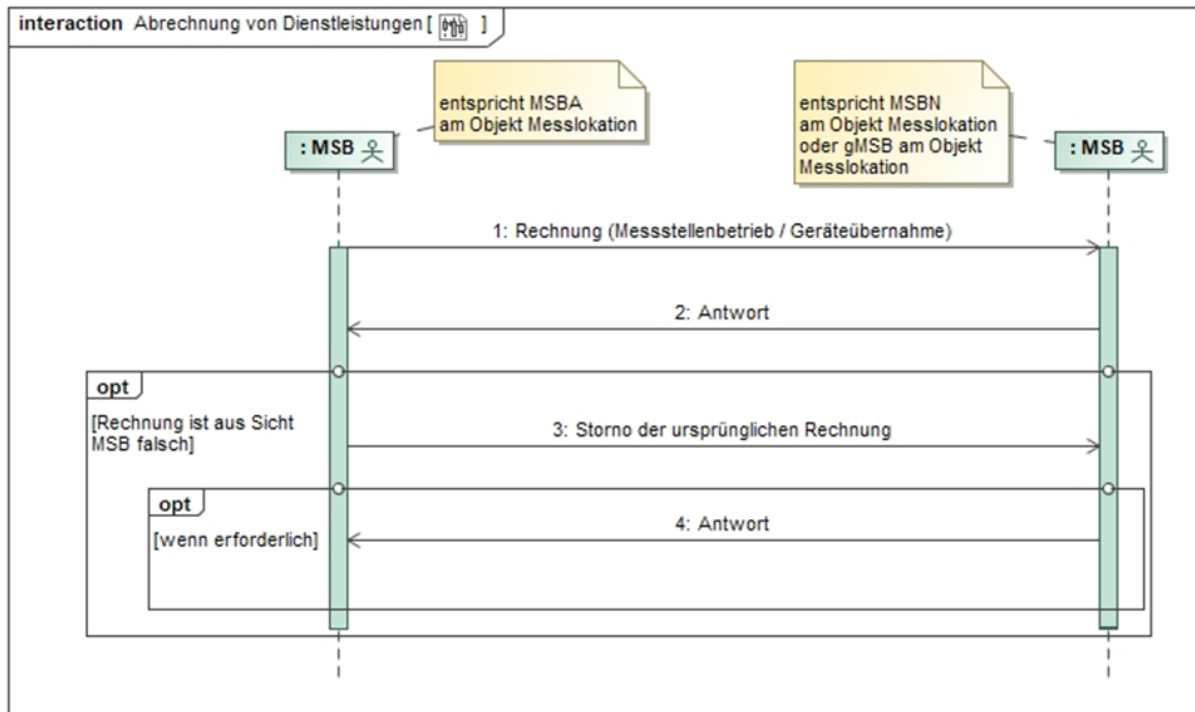 interaction Abrechnung von Dienstleistungen [ ]
entspricht MSBA
am Objekt Messlokation
entspricht MSBN
am Objekt Messlokation
oder gMSB am Objekt
Messlokation
: MSB
: MSB
1: Rechnung (Messstellenbetrieb / Geräteübernahme)
2: Antwort
opt
[Rechnung ist aus Sicht
MSB falsch]
3: Storno der ursprünglichen Rechnung
opt
[wenn erforderlich]
4: Antwort